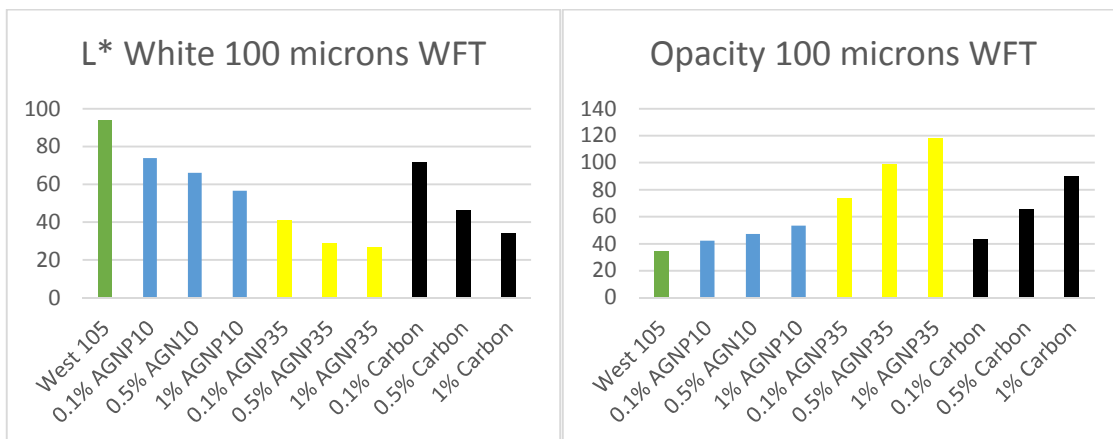 L* White 100 microns WFT
100
80
60
40
20
0
West 105
0.1% AGNP10
0.5% AGN10
1% AGNP10
0.1% AGNP35
0.5% AGNP35
1% AGNP35
0.1% Carbon
0.5% Carbon
1% Carbon
Opacity 100 microns WFT
140
120
100
80
60
40
20
0
West 105
0.1% AGNP10
0.5% AGNP10
1% AGNP10
0.1% AGNP35
0.5% AGNP35
1% AGNP35
0.1% Carbon
0.5% Carbon
1% Carbon